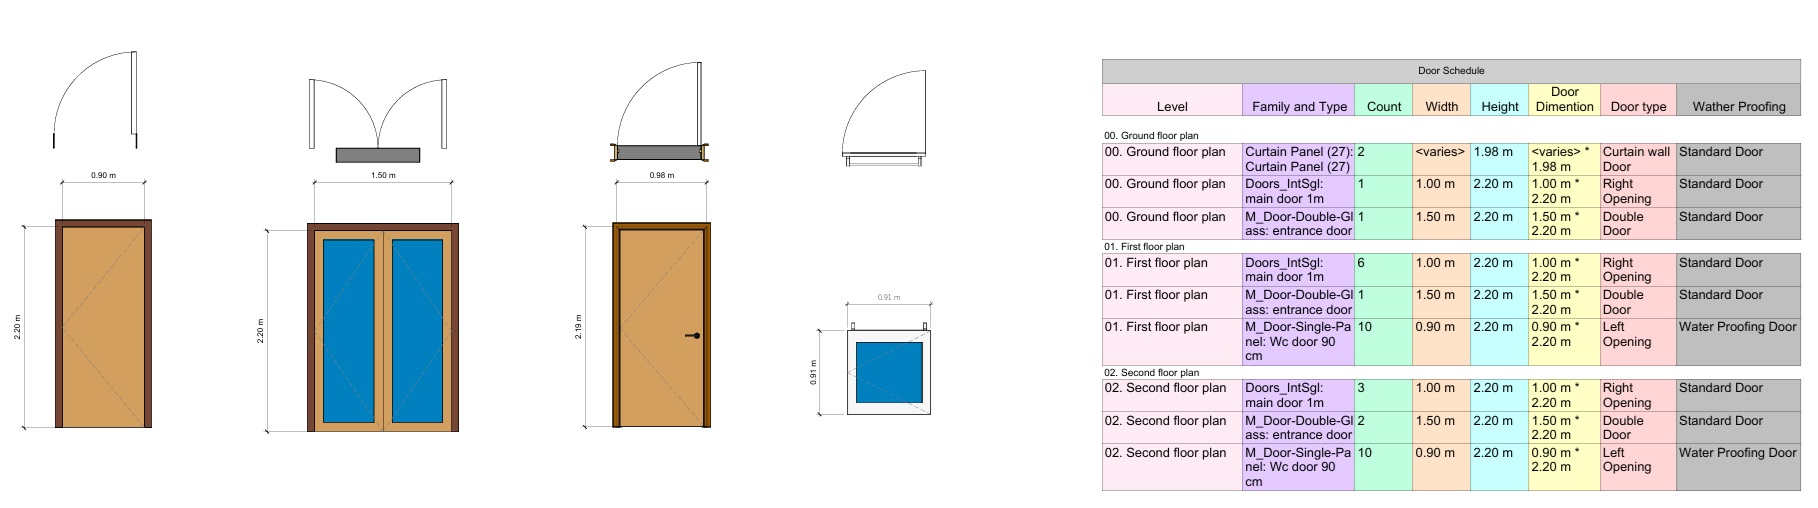 0.90 m
2.20 m
1.50 m
2.20 m
0.98 m
2.19 m
0.91 m
0.91 m
Door Schedule
Level Family and Type Count Width Height Door Dimention Door type Wather Proofing
00. Ground floor plan
00. Ground floor plan Curtain Panel (27): 2 <varies> 1.98 m <varies> * Curtain wall Standard Door
Curtain Panel (27) 1.98 m Door
00. Ground floor plan Doors_IntSgl: 1 1.00 m 2.20 m 1.00 m * Right Standard Door
main door 1m 2.20 m Opening
00. Ground floor plan M_Door-Double-Gl 1 1.50 m 2.20 m 1.50 m * Double Standard Door
ass: entrance door 2.20 m Door
01. First floor plan
01. First floor plan Doors_IntSgl: 6 1.00 m 2.20 m 1.00 m * Right Standard Door
main door 1m 2.20 m Opening
01. First floor plan M_Door-Double-Gl 1 1.50 m 2.20 m 1.50 m * Double Standard Door
ass: entrance door 2.20 m Door
01. First floor plan M_Door-Single-Pa 10 0.90 m 2.20 m 0.90 m * Left Water Proofing Door
nel: Wc door 90 2.20 m Opening
cm
02. Second floor plan
02. Second floor plan Doors_IntSgl: 3 1.00 m 2.20 m 1.00 m * Right Standard Door
main door 1m 2.20 m Opening
02. Second floor plan M_Door-Double-Gl 2 1.50 m 2.20 m 1.50 m * Double Standard Door
ass: entrance door 2.20 m Door
02. Second floor plan M_Door-Single-Pa 10 0.90 m 2.20 m 0.90 m * Left Water Proofing Door
nel: Wc door 90 2.20 m Opening
cm